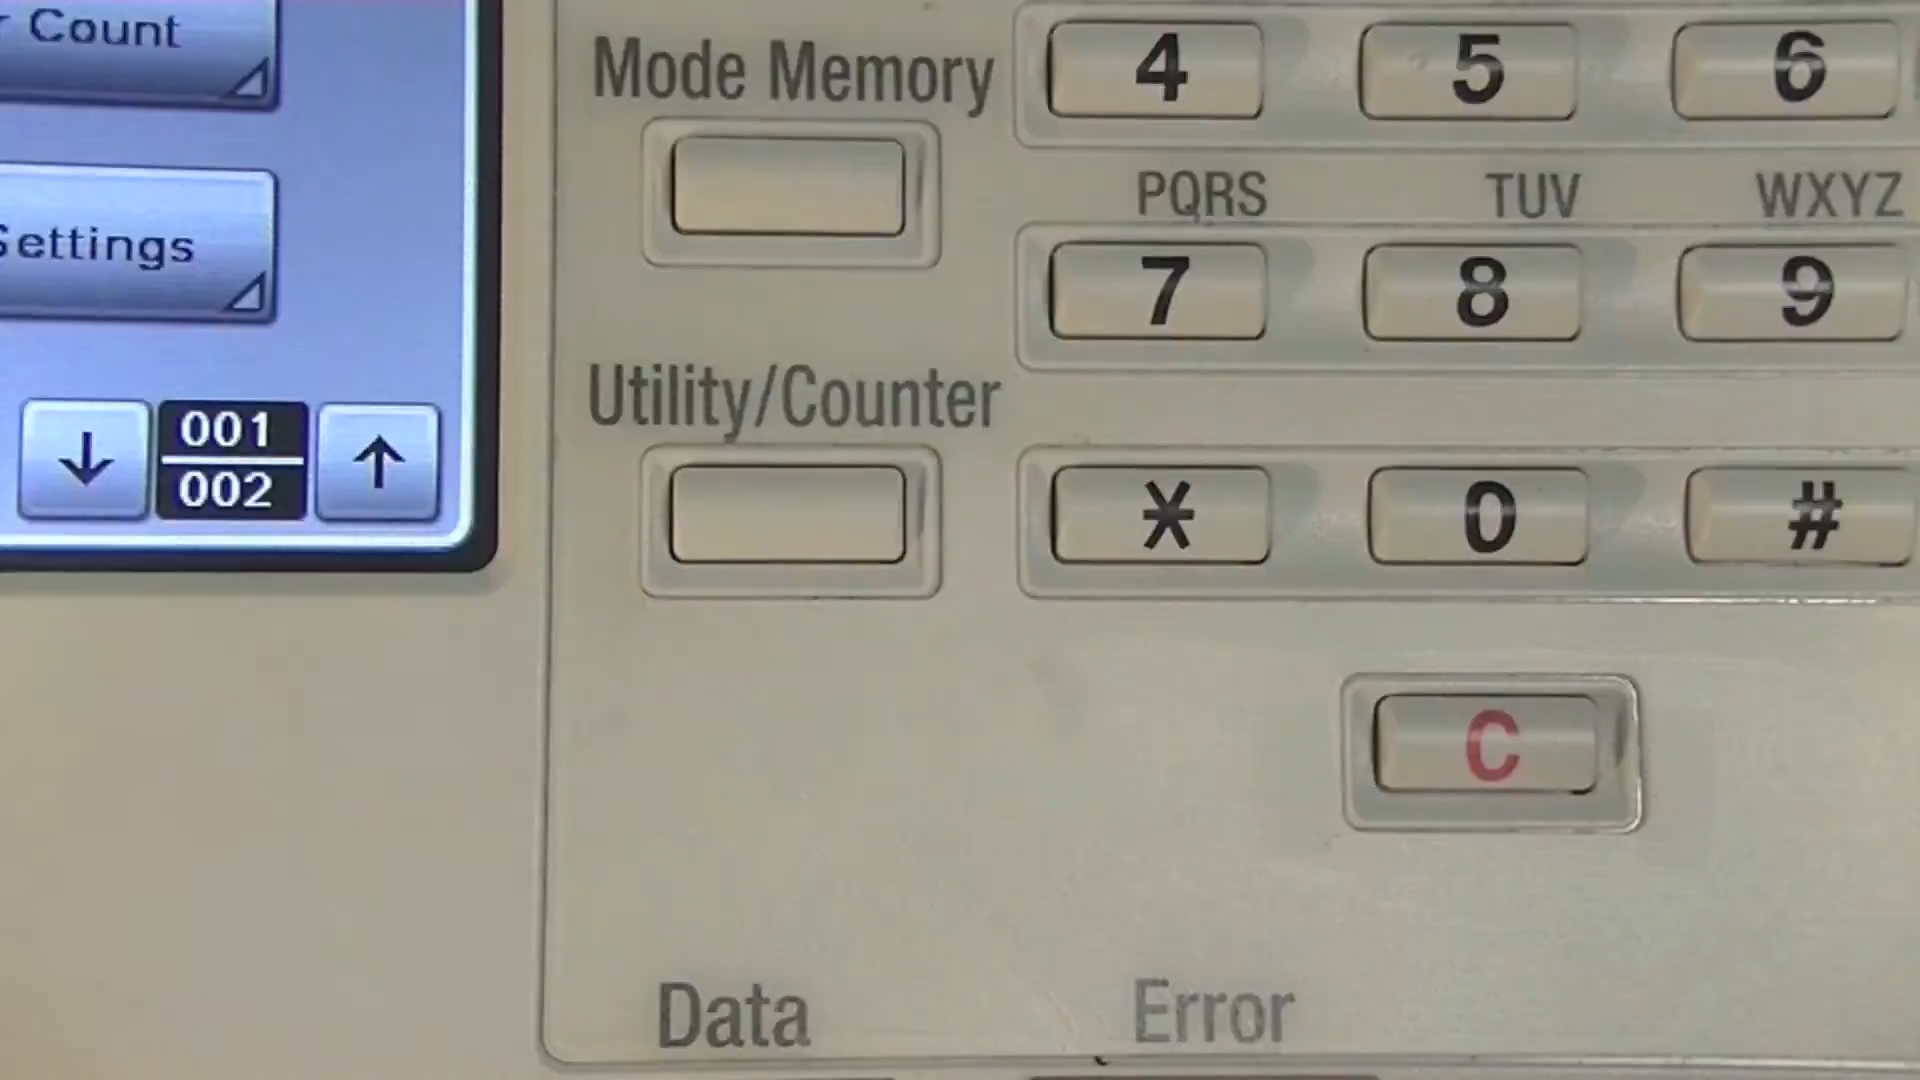 Count
Settings
001
002
Mode Memory
Utility/Counter
4 5 6
PQRS TUV WXYZ
7 8 9
* 0 #
C
Data Error